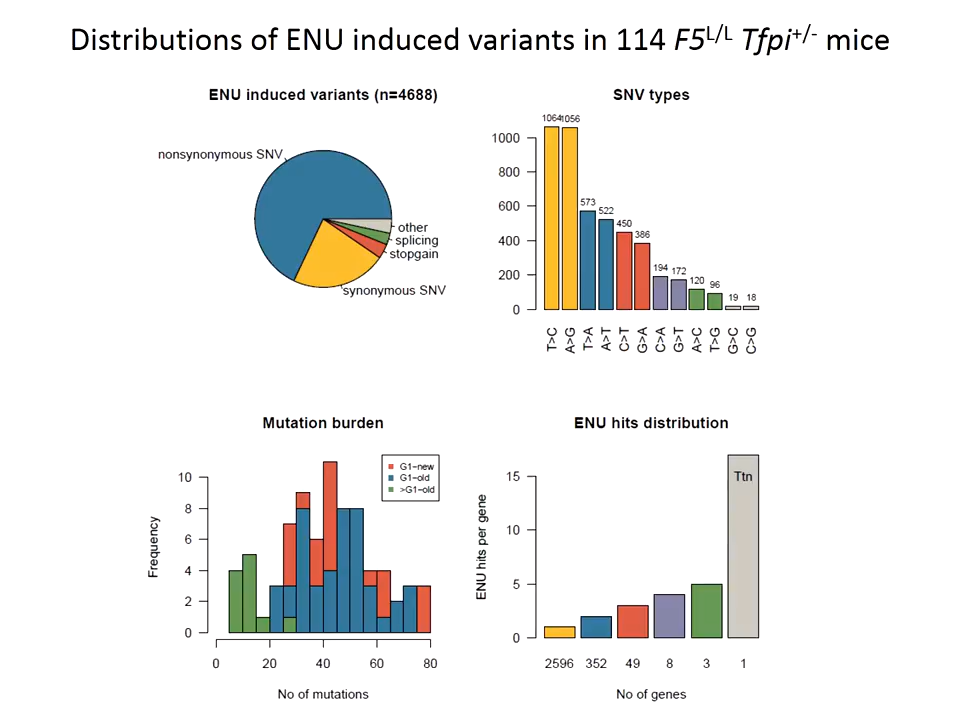 Distributions of ENU induced variants in 114 F5L/L Tfpi+/- mice
ENU induced variants (n=4688)
nonsynonymous SNV
other
splicing
stopgain
synonymous SNV
SNV types
1000
800
600
400
200
0
1064 1056 573 522 450 386 194 172 120 96 19 18
T>C A>G T>A A>T C>T G>A C>A G>T A>C T>G G>C C>G
Mutation burden
G1-new
G1-old
>G1-old
Frequency
10
8
6
4
2
0
0 20 40 60 80
No of mutations
ENU hits distribution
Ttn
ENU hits per gene
15
10
5
0
2596 352 49 8 3 1
No of genes